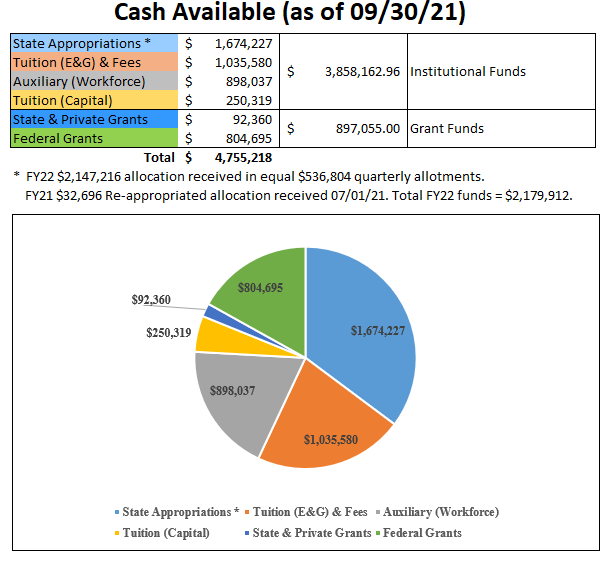 Cash Available (as of 09/30/21)
State Appropriations * $ 1,674,227
Tuition (E&G) & Fees $ 1,035,580
$ 3,858,162.96 Institutional Funds
Auxiliary (Workforce) $ 898,037
Tuition (Capital) $ 250,319
State & Private Grants $ 92,360
$ 897,055.00 Grant Funds
Federal Grants $ 804,695
Total $ 4,755,218
* FY22 $2,147,216 allocation received in equal $536,804 quarterly allotments.
FY21 $32,696 Re-appropriated allocation received 07/01/21. Total FY22 funds = $2,179,912.
$804,695
$92,360
$250,319
$1,674,227
$898,037
$1,035,580
State Appropriations * Tuition (E&G) & Fees Auxiliary (Workforce)
Tuition (Capital) State & Private Grants Federal Grants